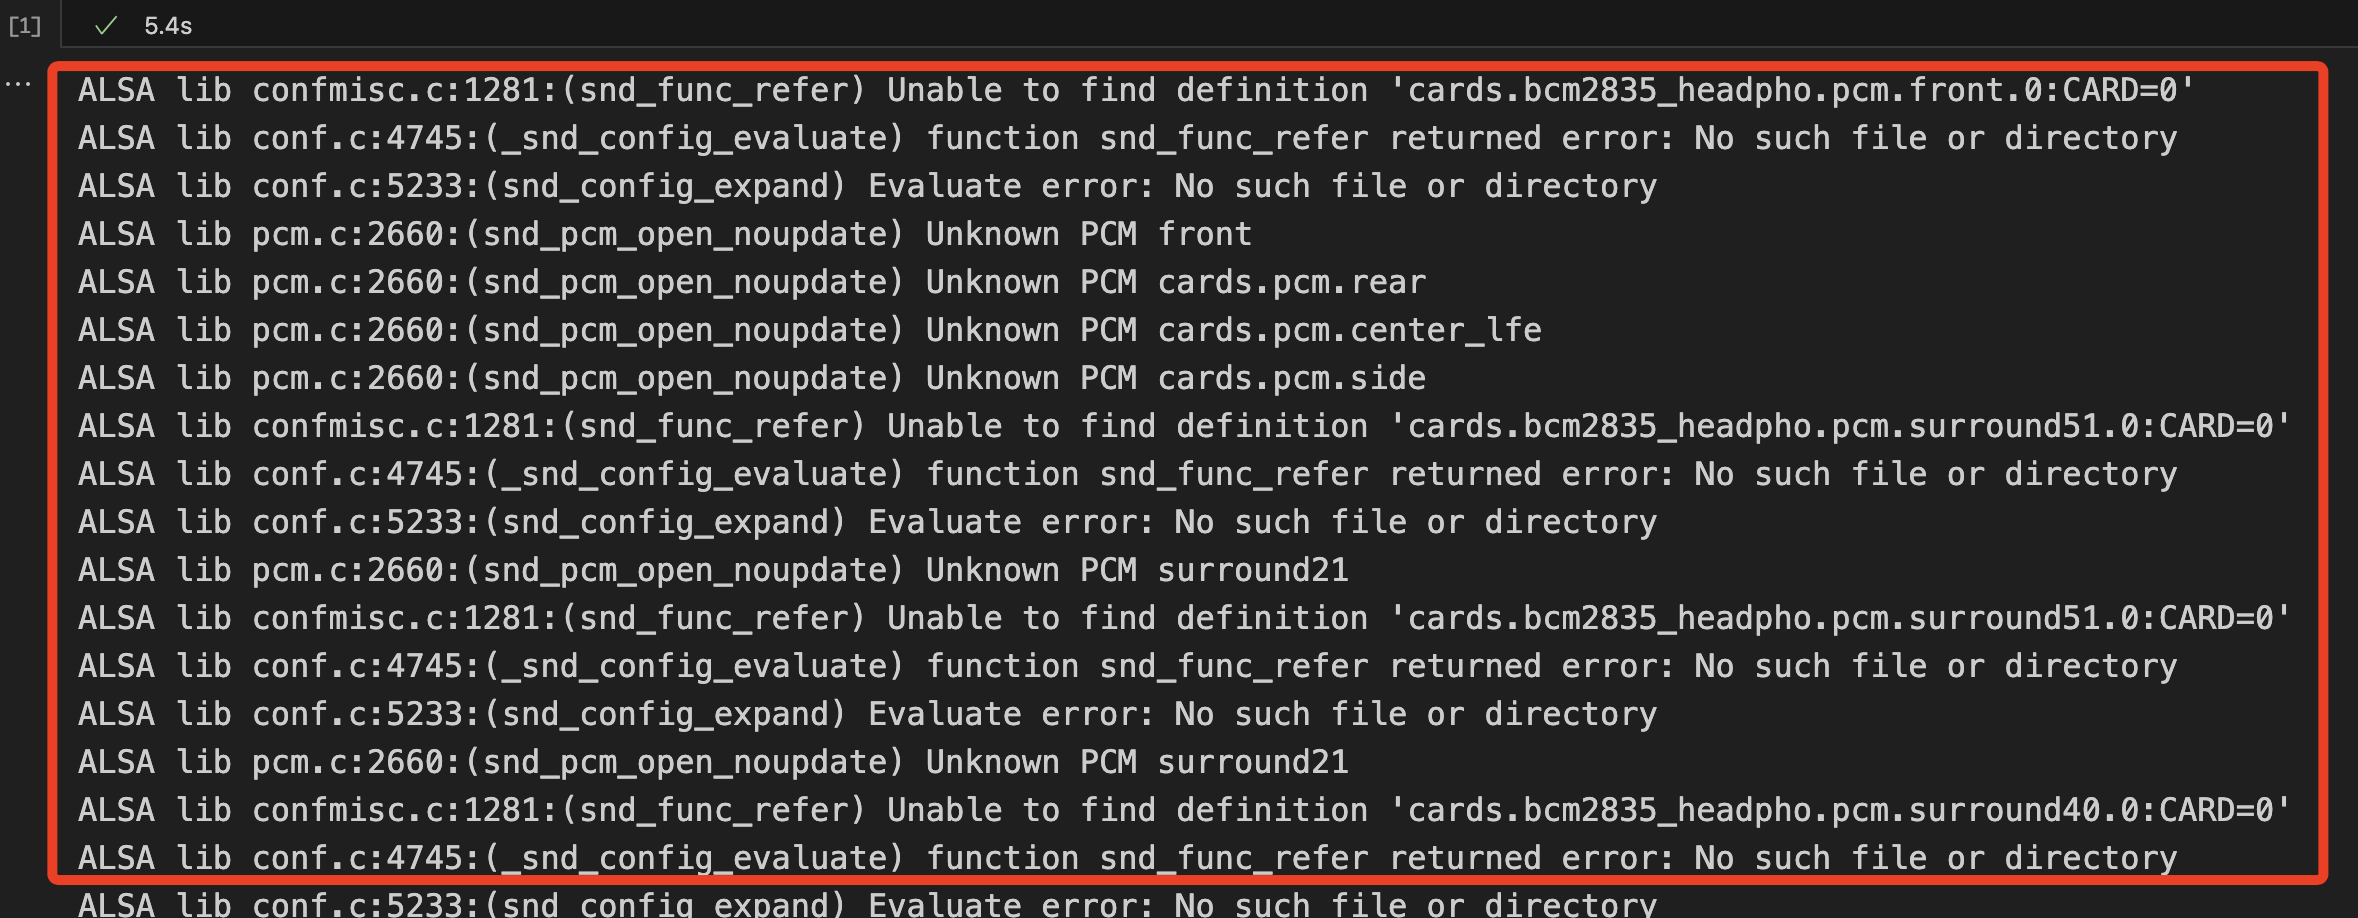 [1] ✓ 5.4s
... ALSA lib confmisc.c:1281:(snd_func_refer) Unable to find definition 'cards.bcm2835_headpho.pcm.front.0:CARD=0'
ALSA lib conf.c:4745:(_snd_config_evaluate) function snd_func_refer returned error: No such file or directory
ALSA lib conf.c:5233:(snd_config_expand) Evaluate error: No such file or directory
ALSA lib pcm.c:2660:(snd_pcm_open_noupdate) Unknown PCM front
ALSA lib pcm.c:2660:(snd_pcm_open_noupdate) Unknown PCM cards.pcm.rear
ALSA lib pcm.c:2660:(snd_pcm_open_noupdate) Unknown PCM cards.pcm.center_lfe
ALSA lib pcm.c:2660:(snd_pcm_open_noupdate) Unknown PCM cards.pcm.side
ALSA lib confmisc.c:1281:(snd_func_refer) Unable to find definition 'cards.bcm2835_headpho.pcm.surround51.0:CARD=0'
ALSA lib conf.c:4745:(_snd_config_evaluate) function snd_func_refer returned error: No such file or directory
ALSA lib conf.c:5233:(snd_config_expand) Evaluate error: No such file or directory
ALSA lib pcm.c:2660:(snd_pcm_open_noupdate) Unknown PCM surround21
ALSA lib confmisc.c:1281:(snd_func_refer) Unable to find definition 'cards.bcm2835_headpho.pcm.surround51.0:CARD=0'
ALSA lib conf.c:4745:(_snd_config_evaluate) function snd_func_refer returned error: No such file or directory
ALSA lib conf.c:5233:(snd_config_expand) Evaluate error: No such file or directory
ALSA lib pcm.c:2660:(snd_pcm_open_noupdate) Unknown PCM surround21
ALSA lib confmisc.c:1281:(snd_func_refer) Unable to find definition 'cards.bcm2835_headpho.pcm.surround40.0:CARD=0'
ALSA lib conf.c:4745:(_snd_config_evaluate) function snd_func_refer returned error: No such file or directory
ALSA lib conf.c:5233:(snd_config_expand) Evaluate error: No such file or directory